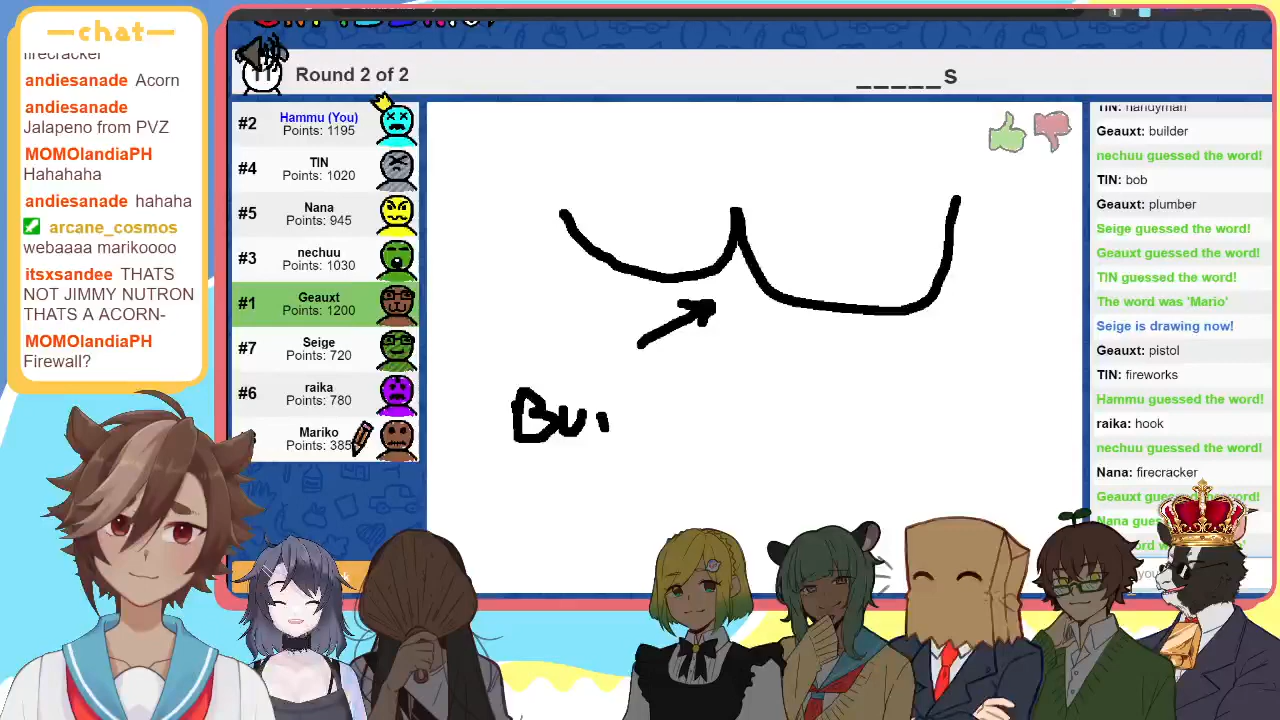 chat
firecracker
andiesanade Acorn
andiesanade
Jalapeno from PVZ
MOMOlandiaPH
Hahahaha
andiesanade hahaha
arcane_cosmos
webaaaa marikoooo
itsxsandee THATS
NOT JIMMY NUTRON
THATS A ACORN-
MOMOlandiaPH
Firewall?
11
Round 2 of 2
_____s
#2 Hammu (You)
Points: 1195
#4 TIN
Points: 1020
#5 Nana
Points: 945
#3 nechuu
Points: 1030
#1 Geauxt
Points: 1200
#7 Seige
Points: 720
#6 raika
Points: 780
Mariko
Points: 385
Bu
TIN: handyman
Geauxt: builder
nechuu guessed the word!
TIN: bob
Geauxt: plumber
Seige guessed the word!
Geauxt guessed the word!
TIN guessed the word!
The word was 'Mario'
Seige is drawing now!
Geauxt: pistol
TIN: fireworks
Hammu guessed the word!
raika: hook
nechuu guessed the word!
Nana: firecracker